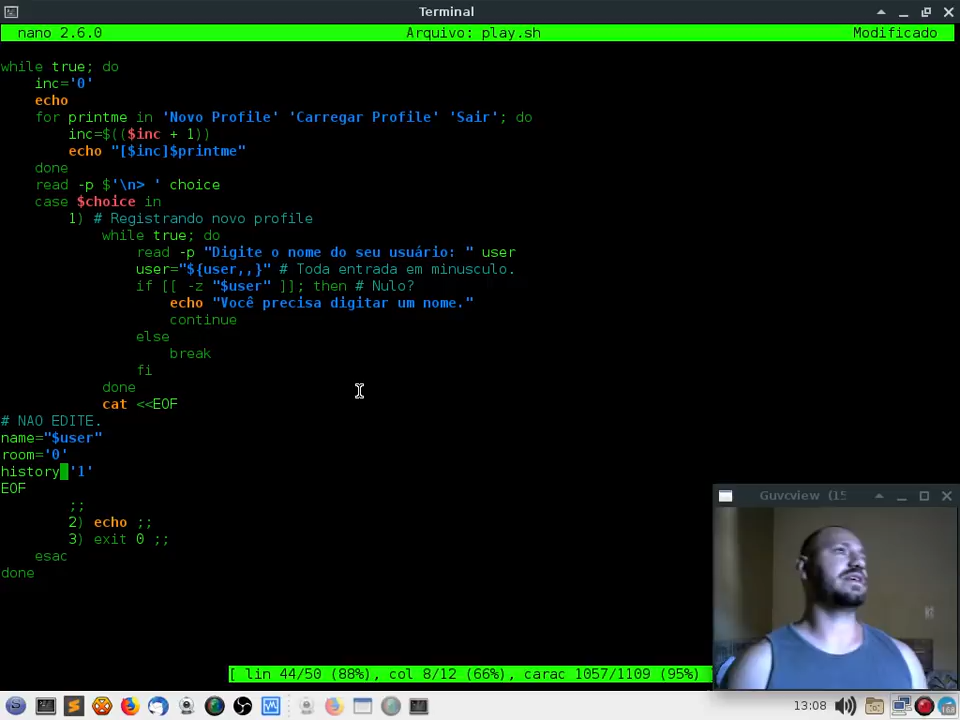 Terminal
nano 2.6.0 Arquivo: play.sh Modificado
while true; do
inc='0'
echo
for printme in 'Novo Profile' 'Carregar Profile' 'Sair'; do
inc=$(($inc + 1))
echo "[$inc]$printme"
done
read -p $'\n> ' choice
case $choice in
1) # Registrando novo profile
while true; do
read -p "Digite o nome do seu usuário: " user
user="${user,,}" # Toda entrada em minusculo.
if [[ -z "$user" ]]; then # Nulo?
echo "Você precisa digitar um nome."
continue
else
break
fi
done
cat <<EOF
# NAO EDITE.
name="$user"
room='0'
history '1'
EOF
;;
2) echo ;;
3) exit 0 ;;
esac
done
Guvcview (15
[ lin 44/50 (88%), col 8/12 (66%), carac 1057/1109 (95%)
13:08